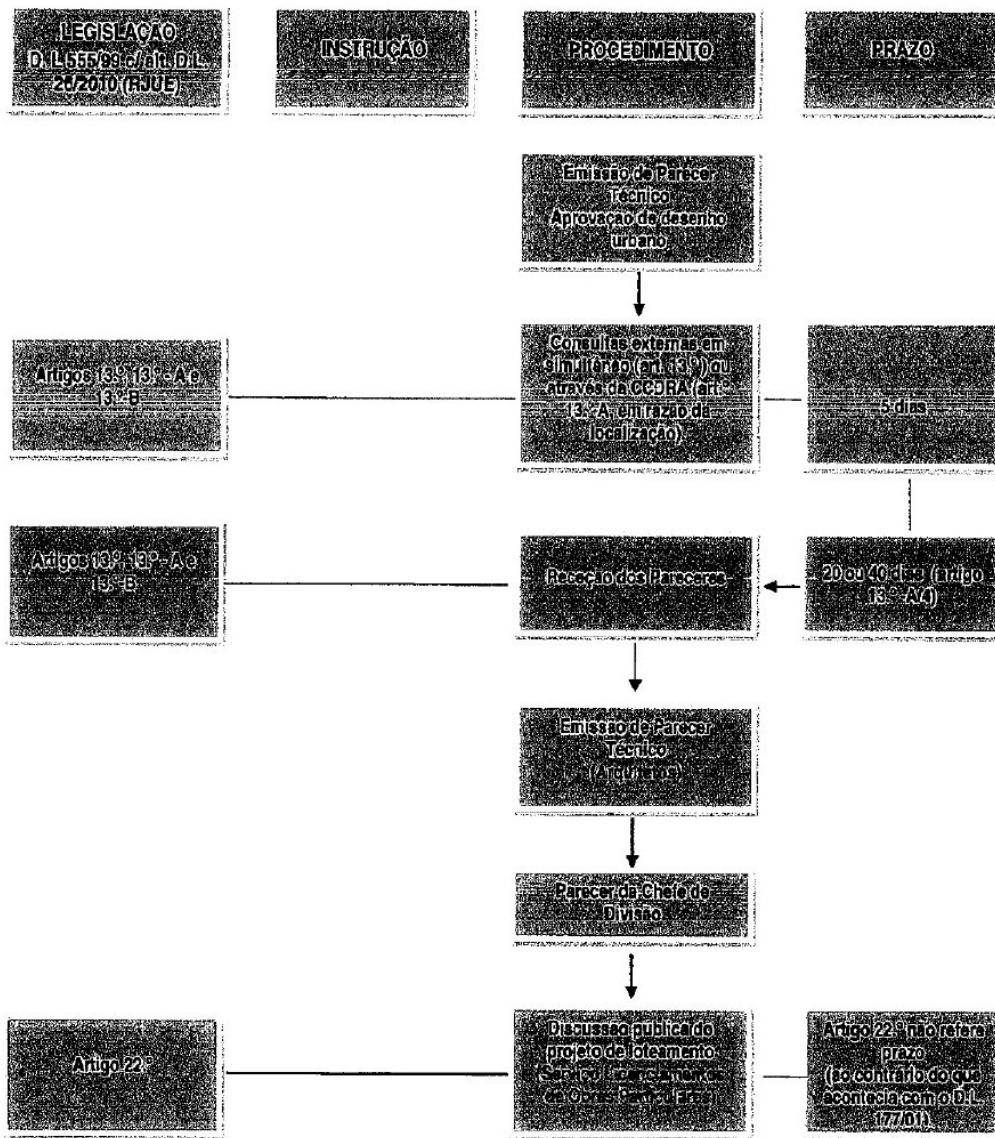 LEGISLAÇÃO
D. L 555/99 c/ alt. D.L.
26/2010 (RJUE)
INSTRUÇÃO
PROCEDIMENTO
PRAZO
Emissão de Parecer
Técnico
Aprovação de desenho
urbano
Artigos 13.º, 13.º - A e
13.º-B
Consultas externas em
simultâneo (art. 13.º) ou
através da CCDRA (art.º
13.º-A, em razão da
localização)
5 dias
Artigos 13.º, 13.º - A e
13.º-B
Receção dos Pareceres
20 ou 40 dias (artigo
13.º- A/4)
Emissão de Parecer
Técnico
(Arquitetos)
Parecer da Chefe de
Divisão
Artigo 22.º
Discussão publica do
projeto de loteamento
(Serviço Licenciamento
de Obras Particulares)
Artigo 22.º não refere
prazo
(ao contrário do que
acontecia com o D.L.
177/01)